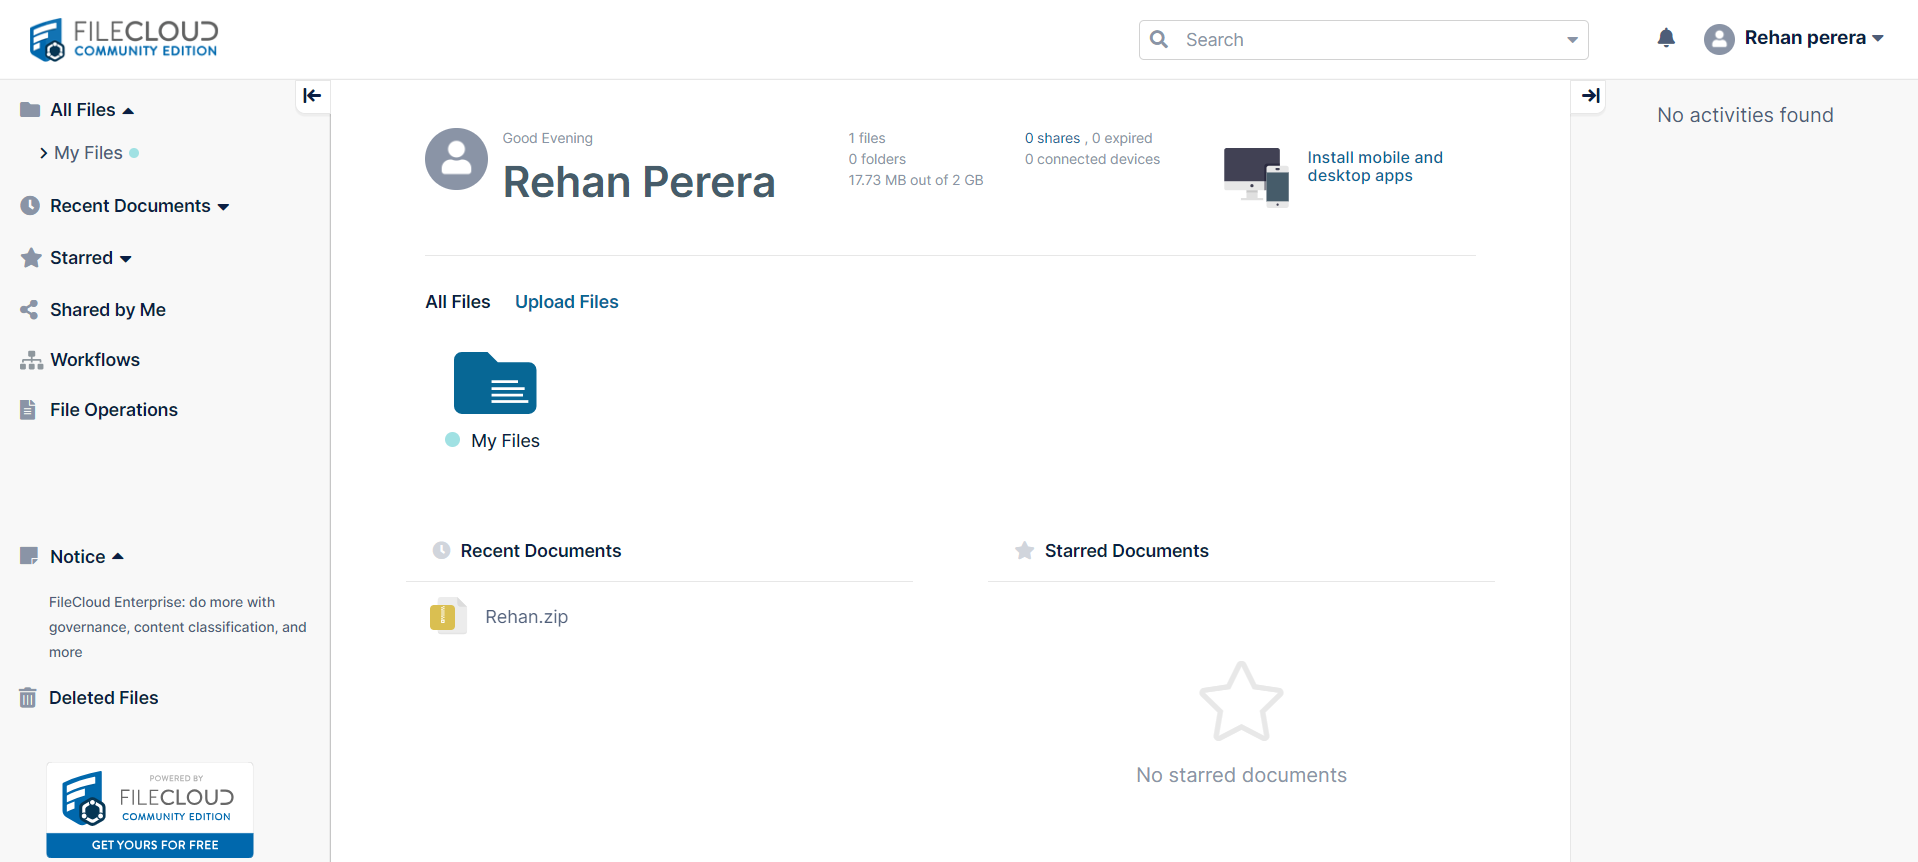 FILECLOUD
COMMUNITY EDITION
Search
Rehan perera
All Files
My Files
Recent Documents
Starred
Shared by Me
Workflows
File Operations
Notice
FileCloud Enterprise: do more with
governance, content classification, and
more
Deleted Files
POWERED BY
FILECLOUD
COMMUNITY EDITION
GET YOURS FOR FREE
Good Evening
Rehan Perera
1 files
0 folders
17.73 MB out of 2 GB
0 shares , 0 expired
0 connected devices
Install mobile and
desktop apps
All Files Upload Files
My Files
Recent Documents
Rehan.zip
Starred Documents
No starred documents
No activities found